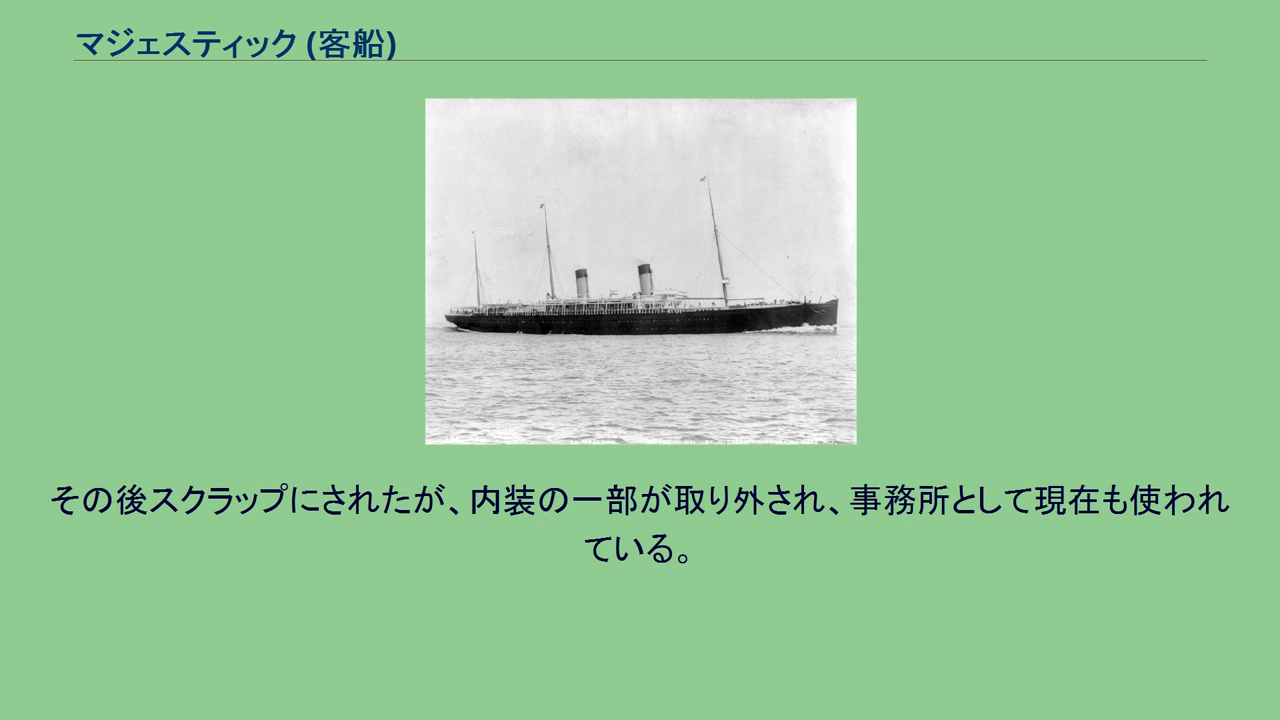 マジェスティック (客船)
その後スクラップにされたが、内装の一部が取り外され、事務所として現在も使われ
ている。